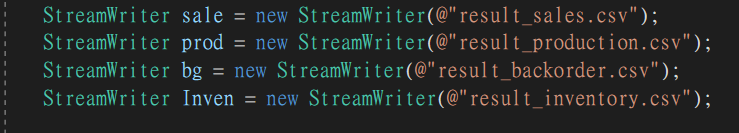 StreamWriter sale = new StreamWriter(@"result_sales.csv");
StreamWriter prod = new StreamWriter(@"result_production.csv");
StreamWriter bg = new StreamWriter(@"result_backorder.csv");
StreamWriter Inven = new StreamWriter(@"result_inventory.csv");